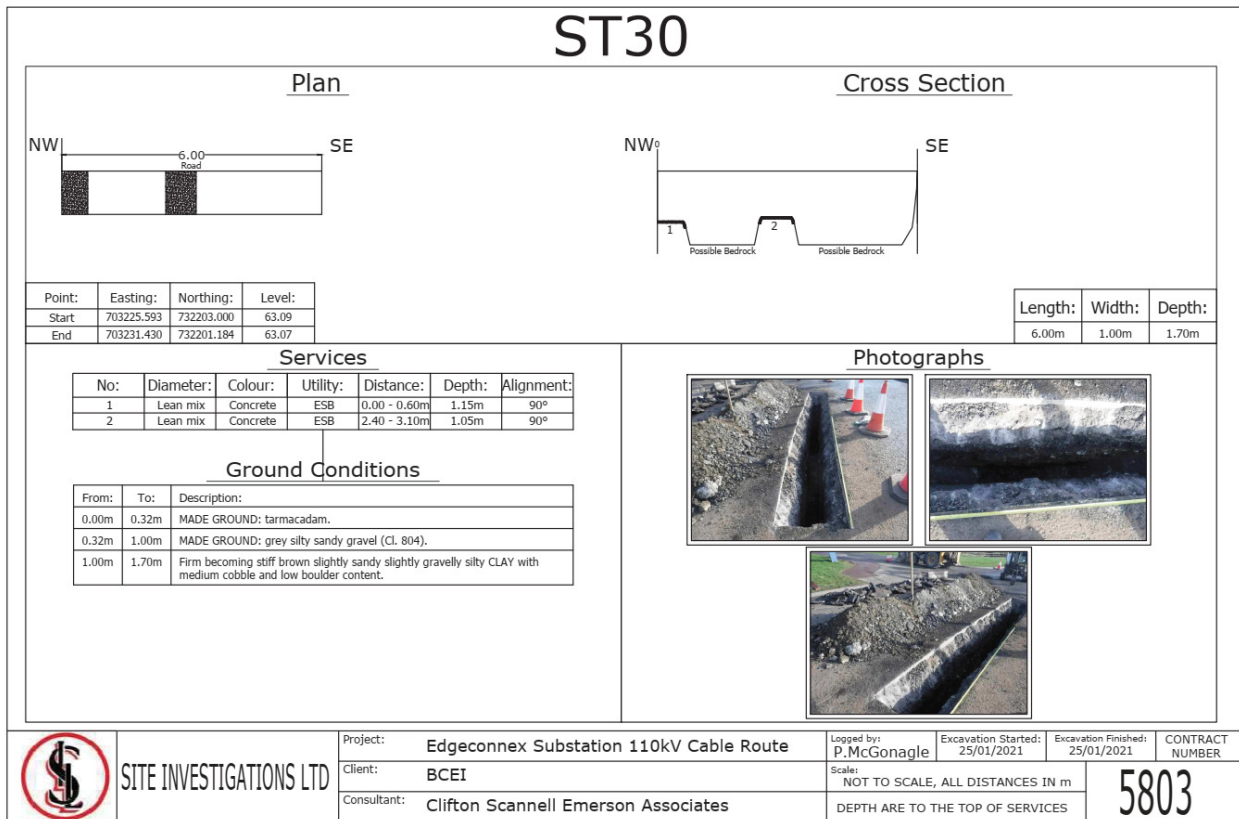 ST30
Plan
NW
6.00
Road
SE
Cross Section
NW 0
SE
1
2
Possible Bedrock
Possible Bedrock
Point: Easting: Northing: Level:
Start 703225.593 732203.000 63.09
End 703231.430 732201.184 63.07
Length: Width: Depth:
6.00m 1.00m 1.70m
Services
No: Diameter: Colour: Utility: Distance: Depth: Alignment:
1 Lean mix Concrete ESB 0.00 - 0.60m 1.15m 90°
2 Lean mix Concrete ESB 2.40 - 3.10m 1.05m 90°
Ground Conditions
From: To: Description:
0.00m 0.32m MADE GROUND: tarmacadam.
0.32m 1.00m MADE GROUND: grey silty sandy gravel (Cl. 804).
1.00m 1.70m Firm becoming stiff brown slightly sandy slightly gravelly silty CLAY with
medium cobble and low boulder content.
Photographs
SIL
SITE INVESTIGATIONS LTD
Project: Edgeconnex Substation 110kV Cable Route
Client: BCEI
Consultant: Clifton Scannell Emerson Associates
Logged by:
P.McGonagle
Excavation Started:
25/01/2021
Excavation Finished:
25/01/2021
CONTRACT
NUMBER
5803
Scale:
NOT TO SCALE, ALL DISTANCES IN m
DEPTH ARE TO THE TOP OF SERVICES